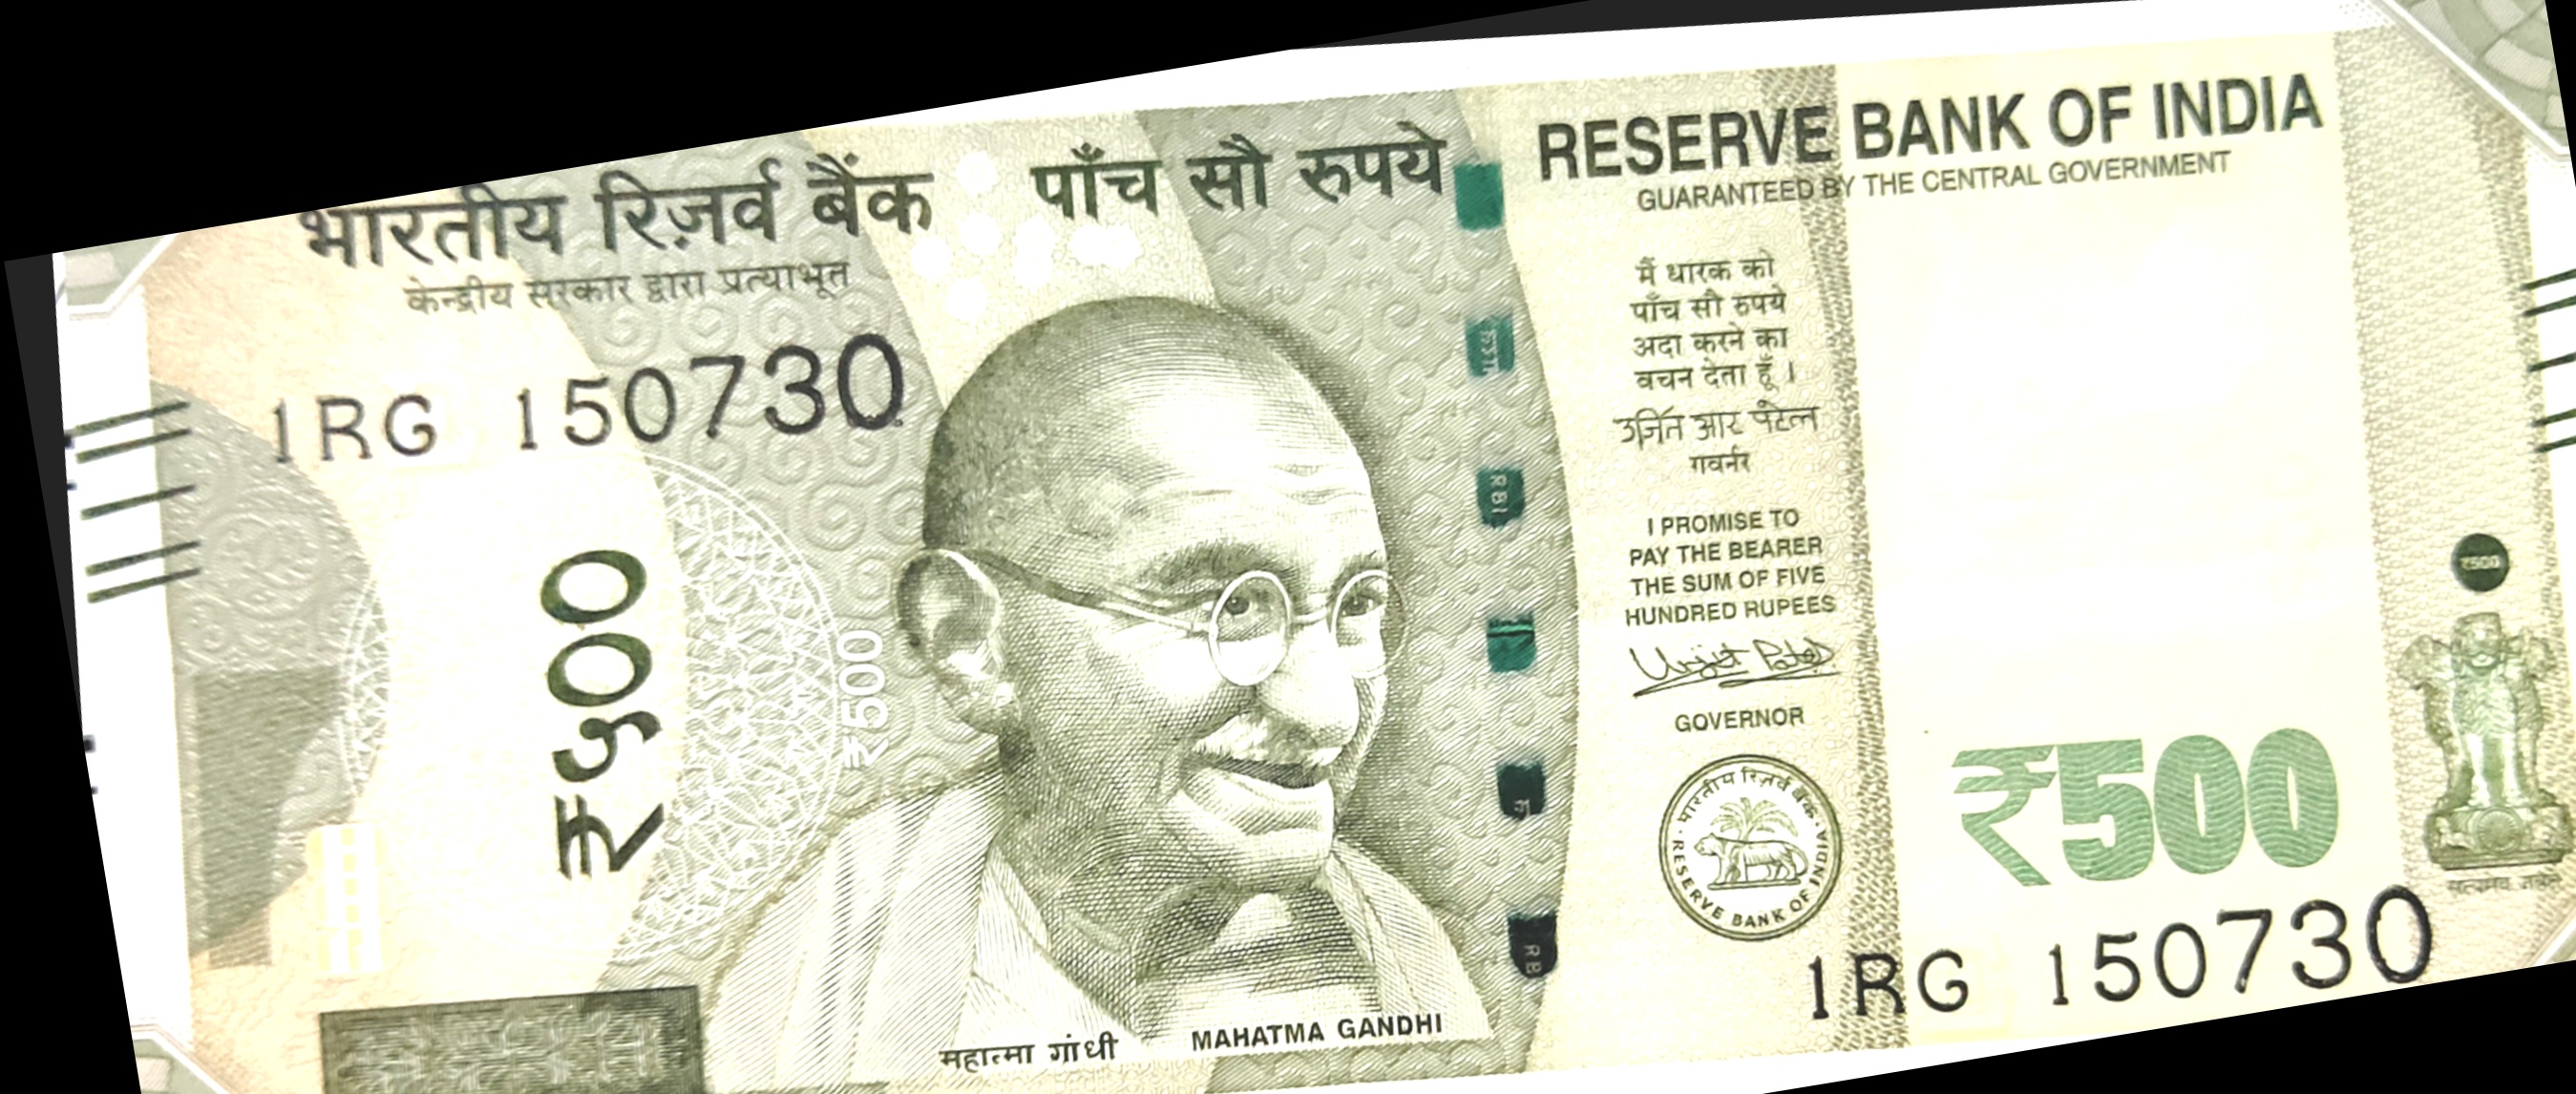 भारतीय रिज़र्व बैंक
केन्द्रीय सरकार द्वारा प्रत्याभूत
पाँच सौ रुपये
RESERVE BANK OF INDIA
GUARANTEED BY THE CENTRAL GOVERNMENT
1RG 150730
₹५००
₹500
मैं धारक को
पाँच सौ रुपये
अदा करने का
वचन देता हूँ ।
उर्जित आर पटेल
गवर्नर
I PROMISE TO
PAY THE BEARER
THE SUM OF FIVE
HUNDRED RUPEES
Urjit Patel
GOVERNOR
भारतीय रिज़र्व बैंक
RESERVE BANK OF INDIA
RBI
₹500
₹500
सत्यमेव जयते
1RG 150730
महात्मा गांधी
MAHATMA GANDHI